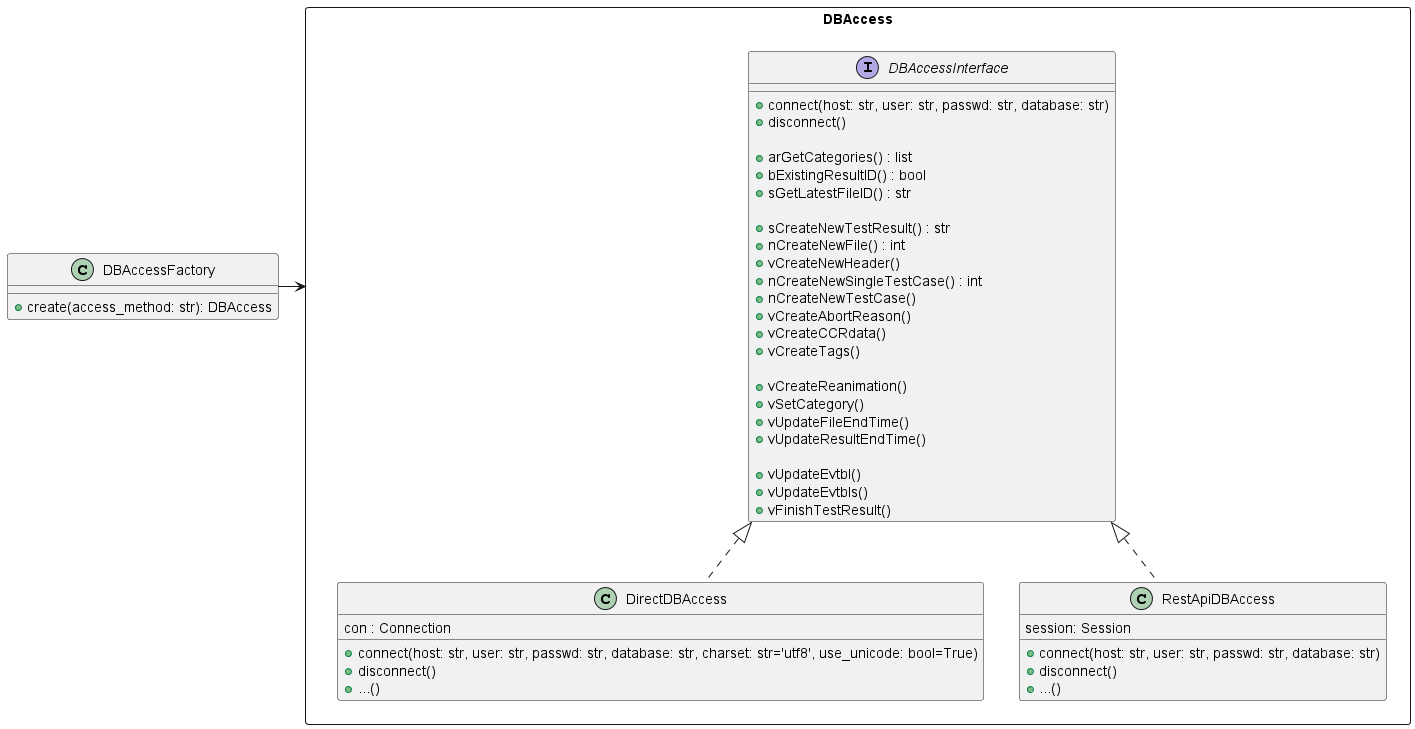 DBAccess
I DBAccessInterface
connect(host: str, user: str, passwd: str, database: str)
disconnect()
arGetCategories() : list
bExistingResultID() : bool
sGetLatestFileID() : str
sCreateNewTestResult() : str
nCreateNewFile() : int
vCreateNewHeader()
nCreateNewSingleTestCase() : int
nCreateNewTestCase()
vCreateAbortReason()
vCreateCCRdata()
vCreateTags()
vCreateReanimation()
vSetCategory()
vUpdateFileEndTime()
vUpdateResultEndTime()
vUpdateEvtbl()
vUpdateEvtbls()
vFinishTestResult()
C DBAccessFactory
create(access_method: str): DBAccess
C DirectDBAccess
con : Connection
connect(host: str, user: str, passwd: str, database: str, charset: str='utf8', use_unicode: bool=True)
disconnect()
...()
C RestApiDBAccess
session: Session
connect(host: str, user: str, passwd: str, database: str)
disconnect()
...()